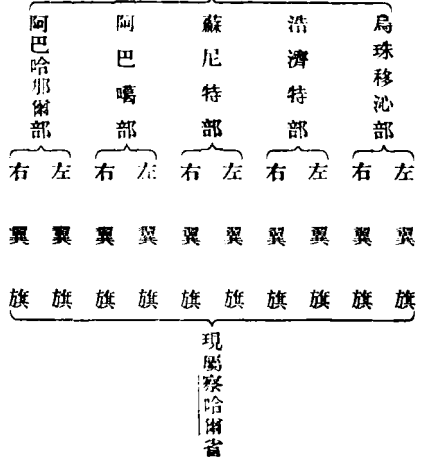 烏珠移沁部
左翼旗
右翼旗
浩濟特部
左翼旗
右翼旗
蘇尼特部
左翼旗
右翼旗
阿巴噶部
左翼旗
右翼旗
阿巴哈那爾部
左翼旗
右翼旗
現屬察哈爾省